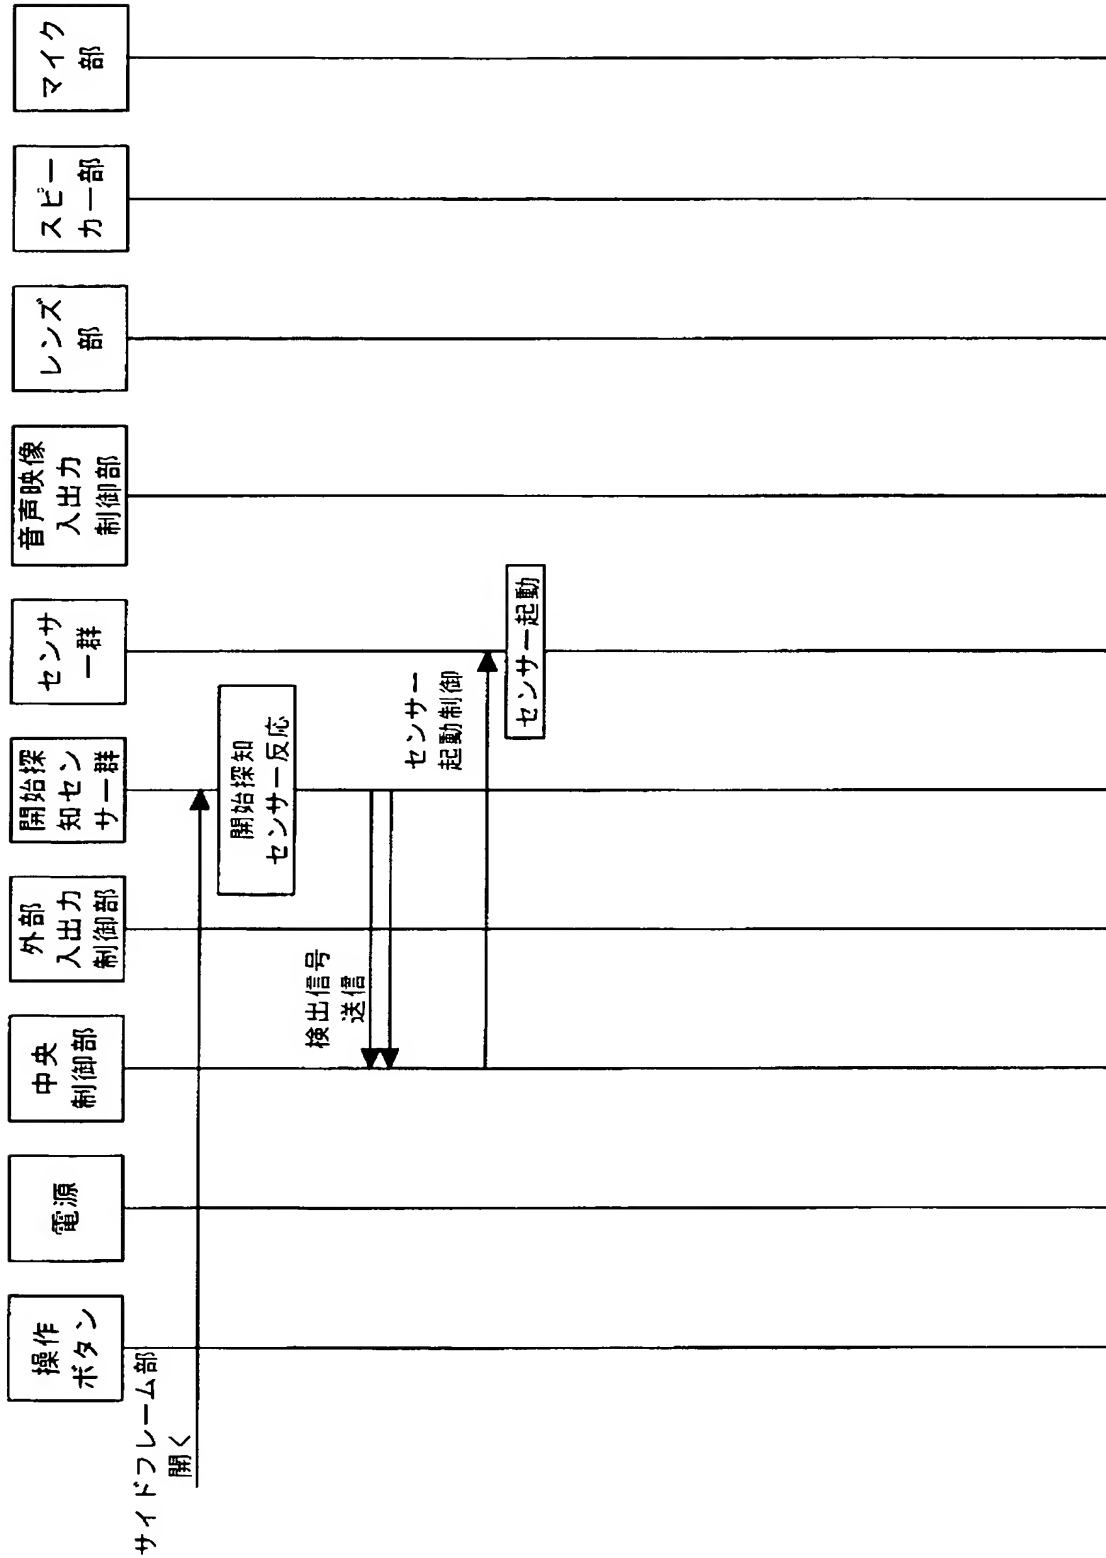 操作
ボタン
電源
中央
制御部
外部
入出力
制御部
開始探
知セン
サー群
センサ
ー群
音声映像
入出力
制御部
レンズ
部
スピー
カー部
マイク
部
サイドフレーム部
開く
開始探知
センサー反応
検出信号
送信
センサー
起動制御
センサー起動